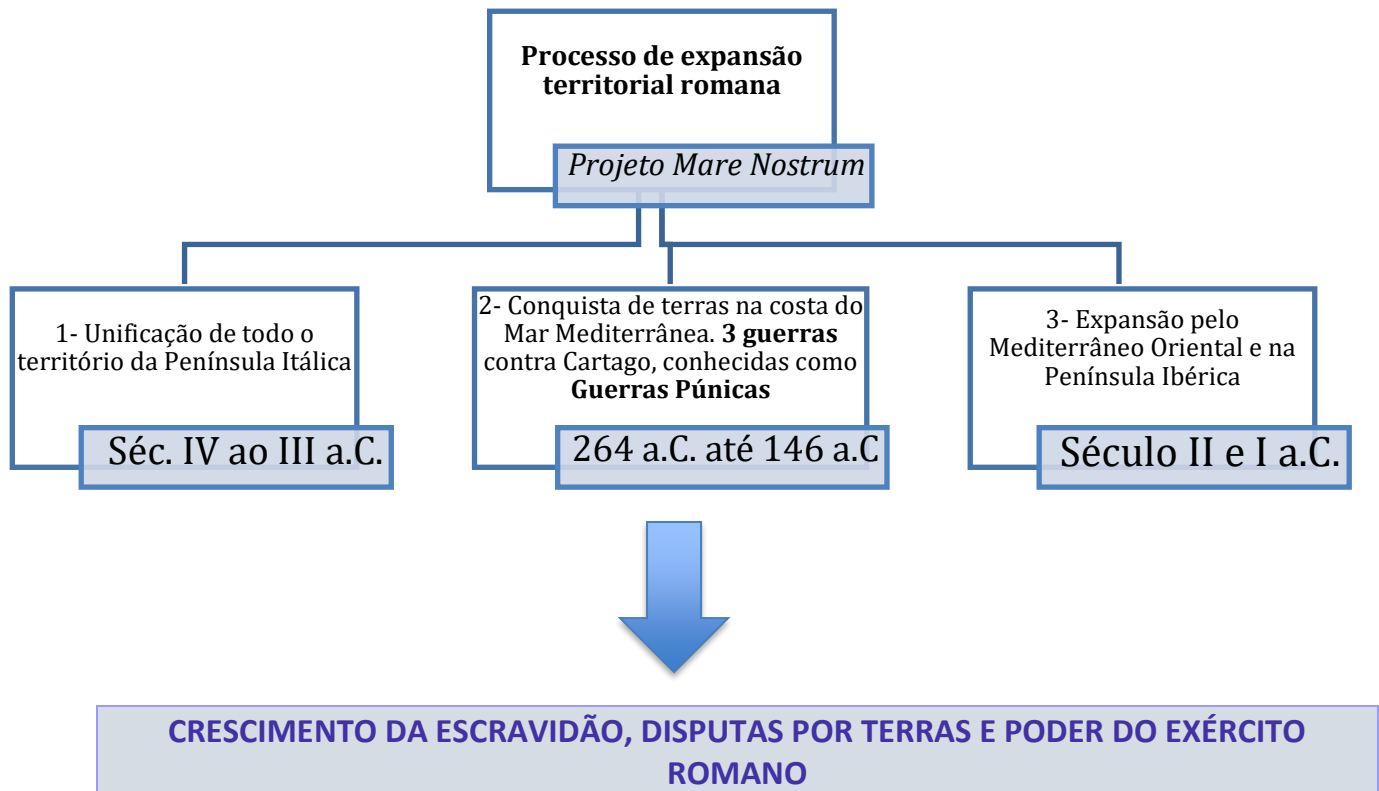 Processo de expansão
territorial romana
Projeto Mare Nostrum
1- Unificação de todo o
território da Península Itálica
Séc. IV ao III a.C.
2- Conquista de terras na costa do
Mar Mediterrânea. 3 guerras
contra Cartago, conhecidas como
Guerras Púnicas
264 a.C. até 146 a.C
3- Expansão pelo
Mediterrâneo Oriental e na
Península Ibérica
Século II e I a.C.
CRESCIMENTO DA ESCRAVIDÃO, DISPUTAS POR TERRAS E PODER DO EXÉRCITO
ROMANO